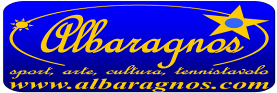 Albaragnos
sport, arte, cultura, tennistavolo
www.albaragnos.com